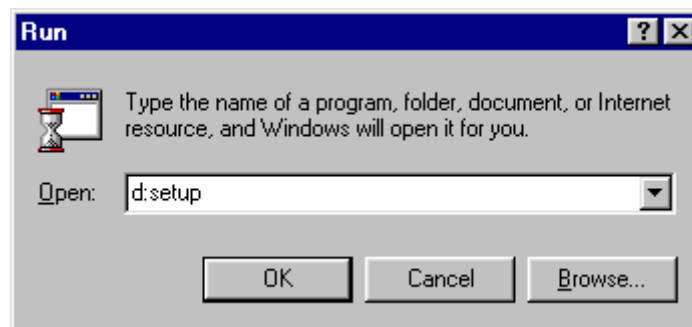 Run
Type the name of a program, folder, document, or Internet
resource, and Windows will open it for you.
Open: d:setup
OK Cancel Browse...